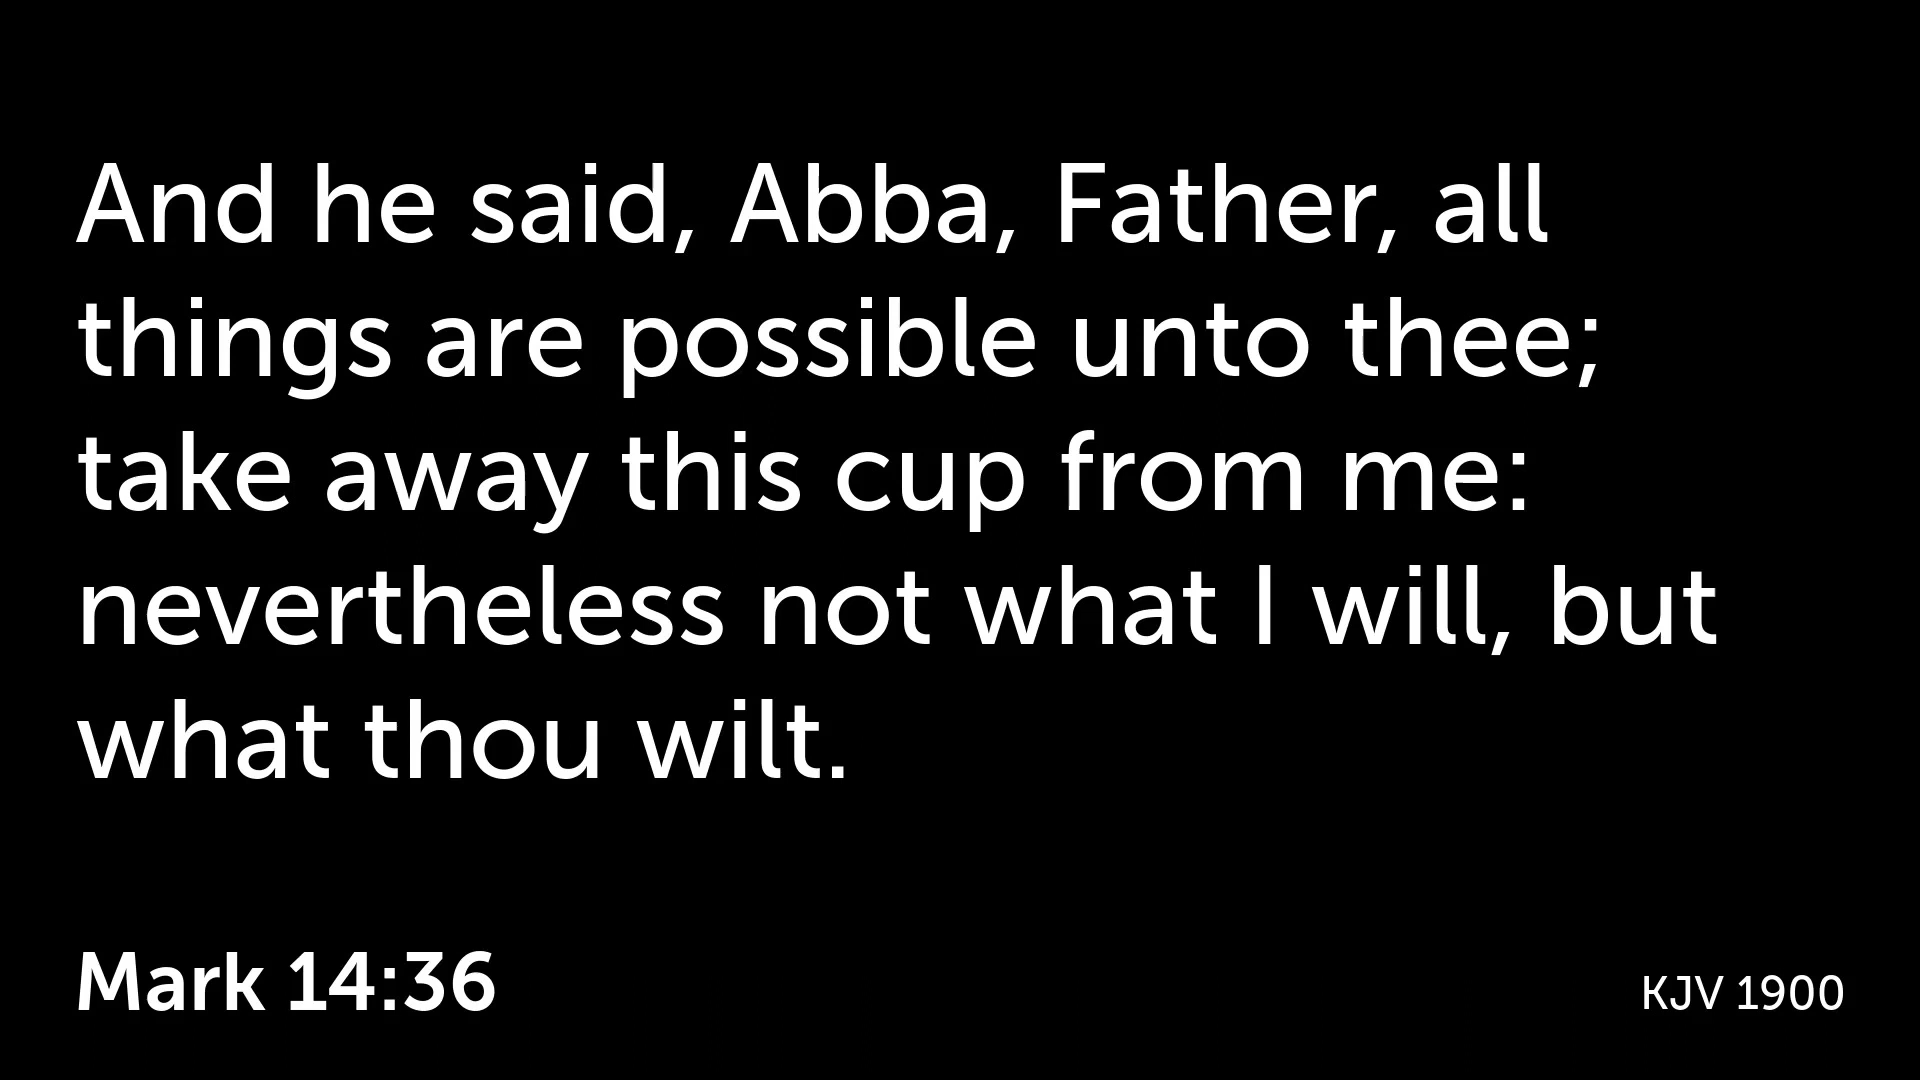 And he said, Abba, Father, all
things are possible unto thee;
take away this cup from me:
nevertheless not what I will, but
what thou wilt.
Mark 14:36
KJV 1900